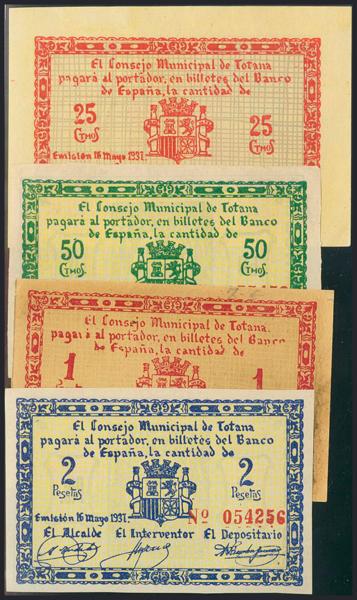 El Consejo Municipal de Totana
pagará al portador, en billetes del Banco
de España, la cantidad de
25 25
Ctmos. Ctmos.
Emisión 16 Mayo 1937.
El Consejo Municipal de Totana
pagará al portador, en billetes del Banco
de España, la cantidad de
50 50
Ctmos. Ctmos.
El Consejo Municipal de Totana.
pagará al portador, en billetes del Banco
de España, la cantidad de
1 1
El Consejo Municipal de Totana
pagará al portador, en billetes del Banco
de España, la cantidad de
2 2
Pesetas Pesetas
Emisión 16 Mayo 1937. Nº 054256
El Alcalde El Interventor El Depositario